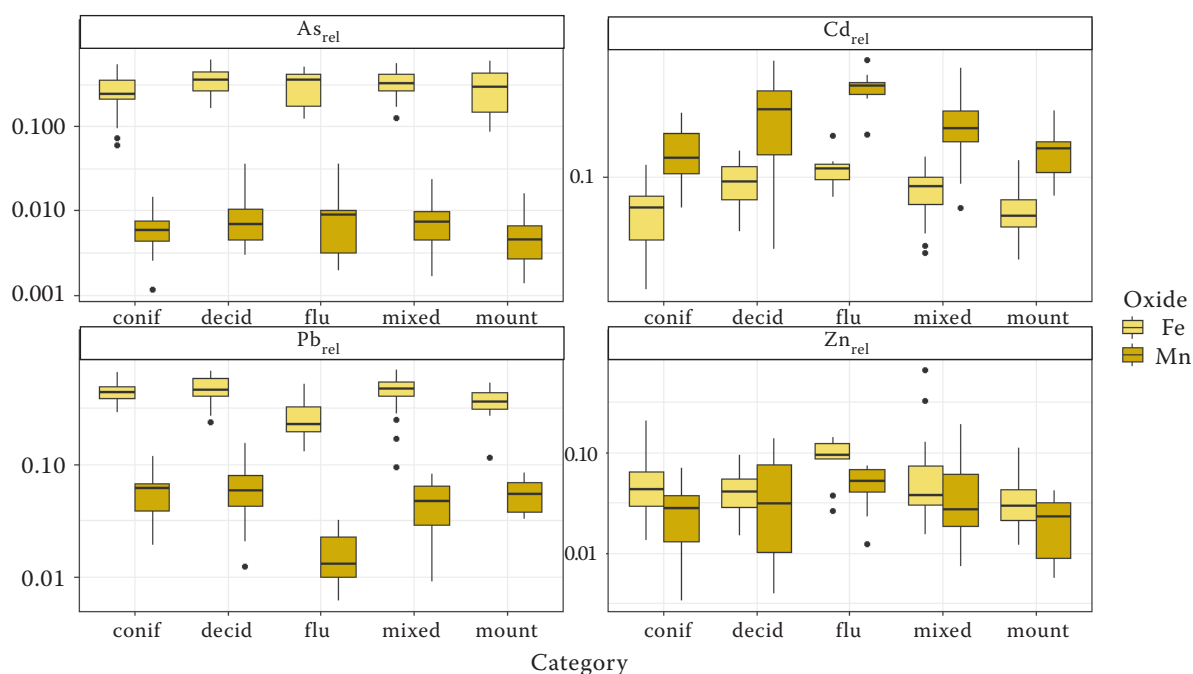 As_rel
Cd_rel
0.100
0.010
0.001
0.1
conif decid flu mixed mount
conif decid flu mixed mount
Pb_rel
Zn_rel
0.10
0.01
0.10
0.01
conif decid flu mixed mount
conif decid flu mixed mount
Category
Oxide
Fe
Mn